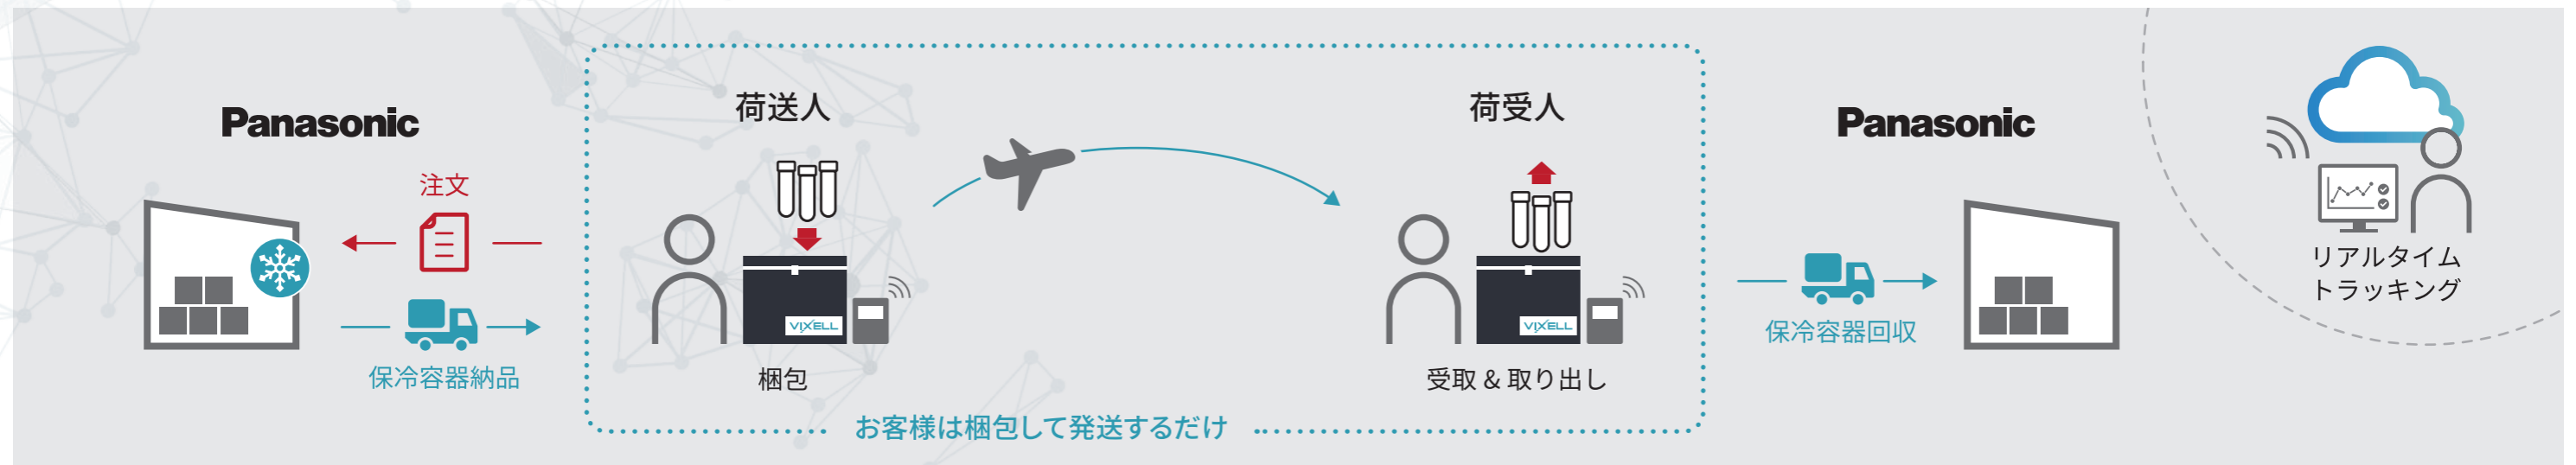 Panasonic
注文
保冷容器納品
荷送人
VIXELL
梱包
荷受人
VIXELL
受取 & 取り出し
お客様は梱包して発送するだけ
Panasonic
保冷容器回収
リアルタイム
トラッキング